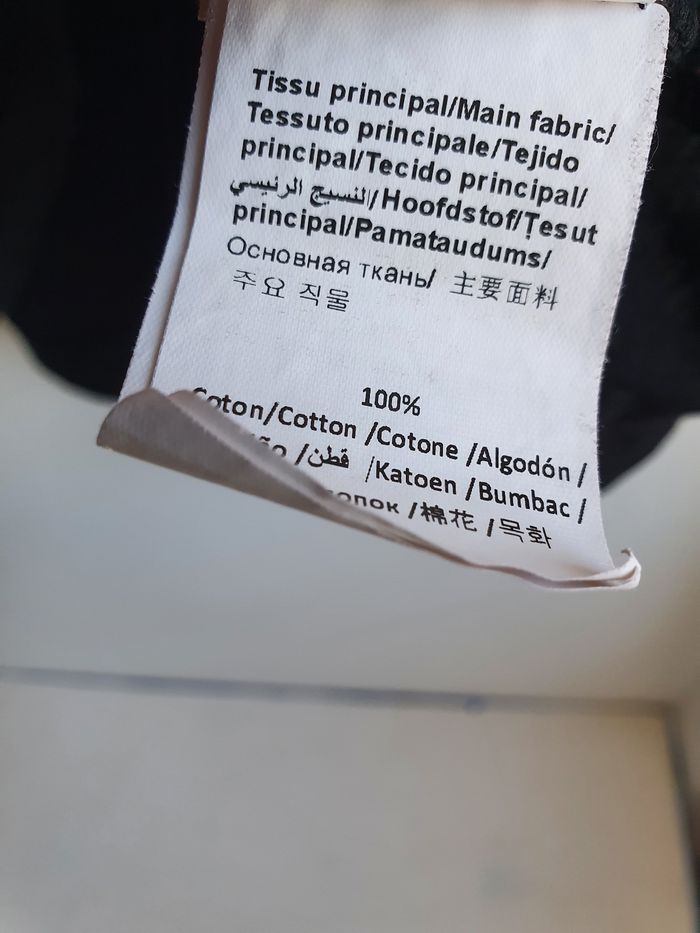 Tissu principal/Main fabric/
Tessuto principale/Tejido
principal/Tecido principal/
النسيج الرئيسي/Hoofdstof/Țesut
principal/Pamataudums/
Основная ткань/ 主要面料
주요 직물
100%
Coton/Cotton /Cotone /Algodón /
/قطن /Katoen /Bumbac /
/棉花 /목화